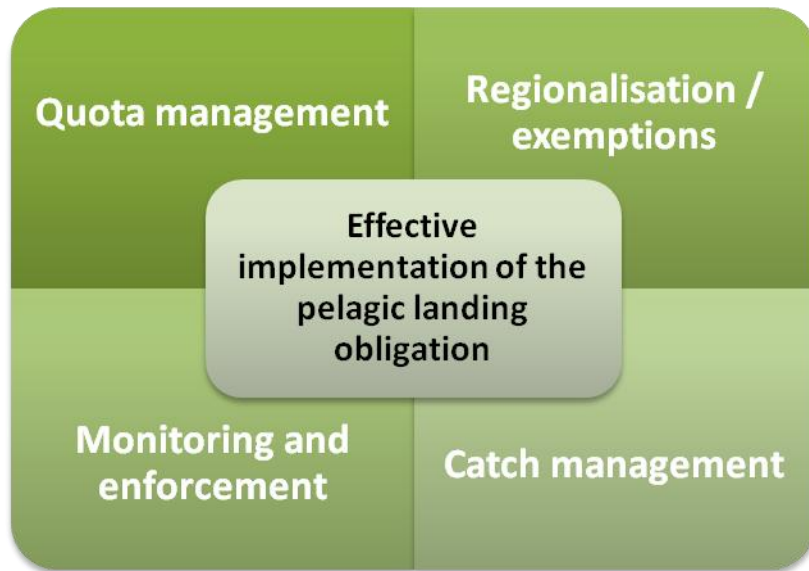 Quota management
Regionalisation /
exemptions
Effective
implementation of the
pelagic landing
obligation
Monitoring and
enforcement
Catch management